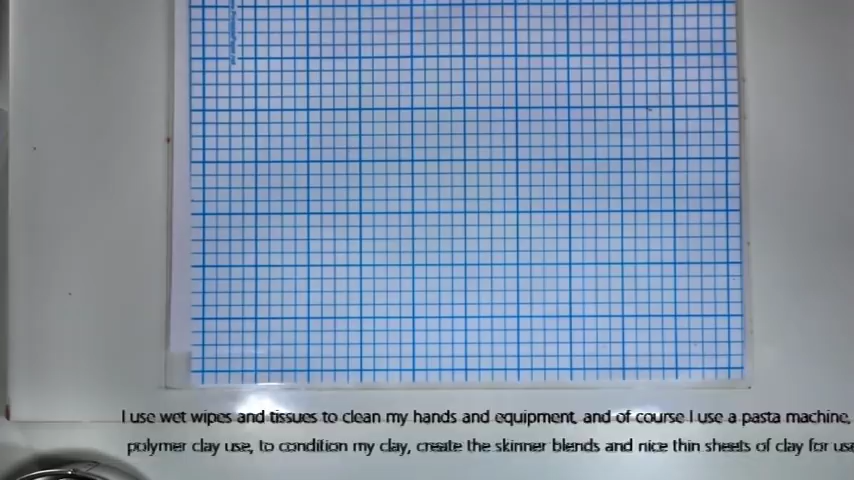 I use wet wipes and tissues to clean my hands and equipment, and of course I use a pasta machine,
polymer clay use, to condition my clay, create the skinner blends and nice thin sheets of clay for use